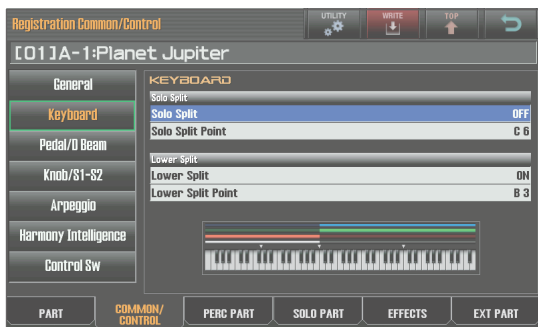 Registration Common/Control
UTILITY
WRITE
TOP
[01]A-1:Planet Jupiter
General
Keyboard
Pedal/D Beam
Knob/S1-S2
Arpeggio
Harmony Intelligence
Control Sw
KEYBOARD
Solo Split
Solo Split OFF
Solo Split Point C 6
Lower Split
Lower Split ON
Lower Split Point B 3
PART
COMMON/
CONTROL
PERC PART
SOLO PART
EFFECTS
EXT PART